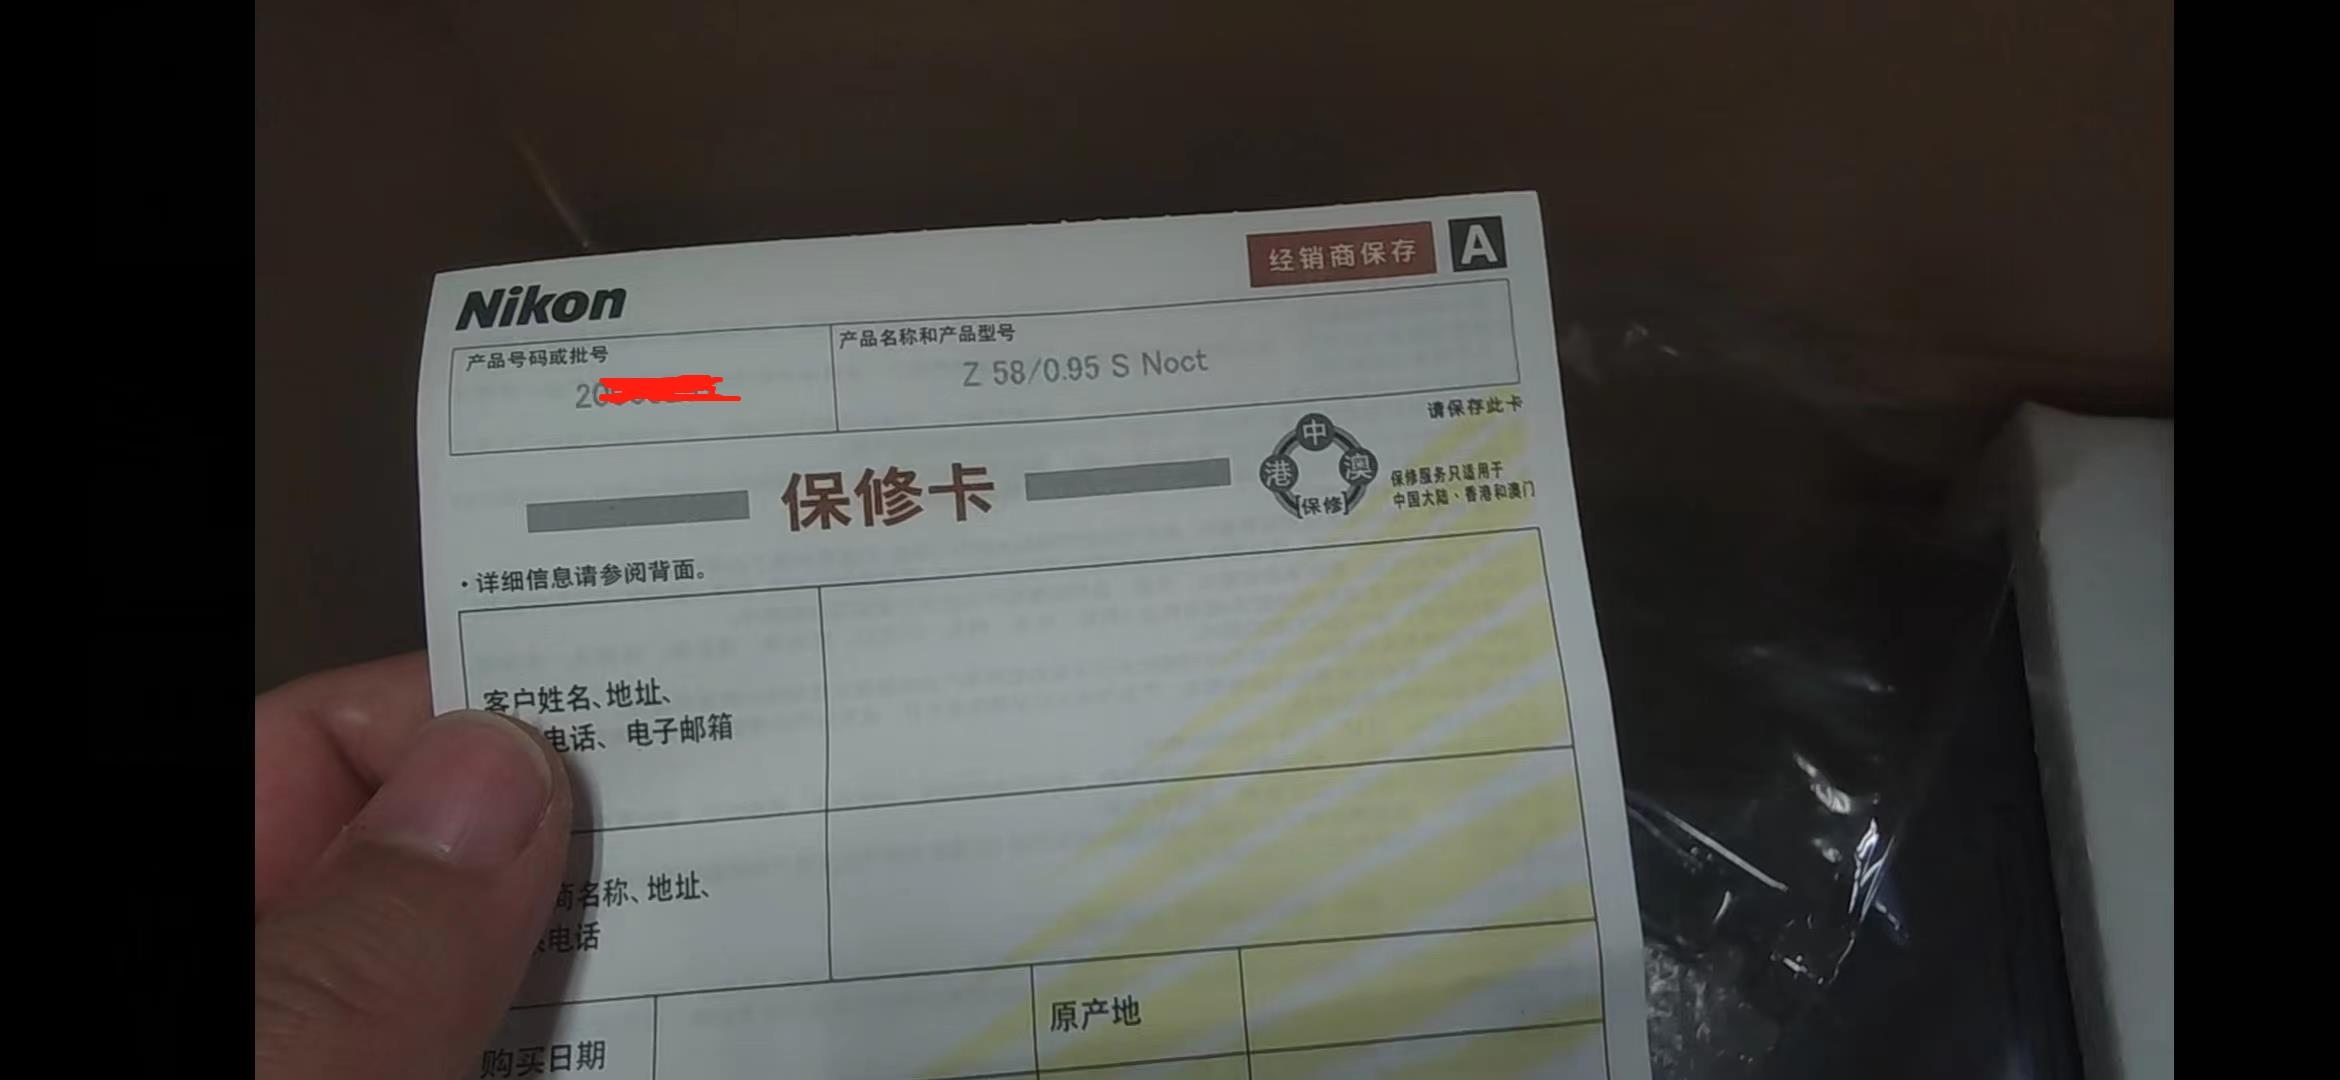 Nikon
经销商保存 A
产品号码或批号
20
产品名称和产品型号
Z 58/0.95 S Noct
请保存此卡
保修卡
中
港 澳
[保修]
保修服务只适用于
中国大陆、香港和澳门
·详细信息请参阅背面。
客户姓名、地址、
电话、电子邮箱
商名称、地址、
电话
原产地
购买日期